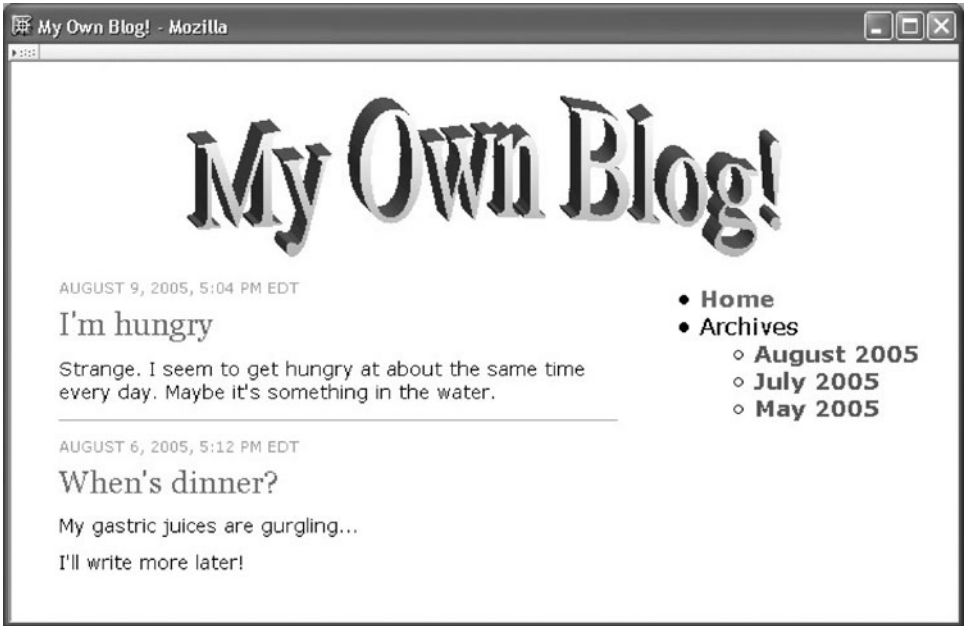 My Own Blog! - Mozilla
My Own Blog!
AUGUST 9, 2005, 5:04 PM EDT
I'm hungry
Strange. I seem to get hungry at about the same time
every day. Maybe it's something in the water.
AUGUST 6, 2005, 5:12 PM EDT
When's dinner?
My gastric juices are gurgling...
I'll write more later!
Home
Archives
August 2005
July 2005
May 2005